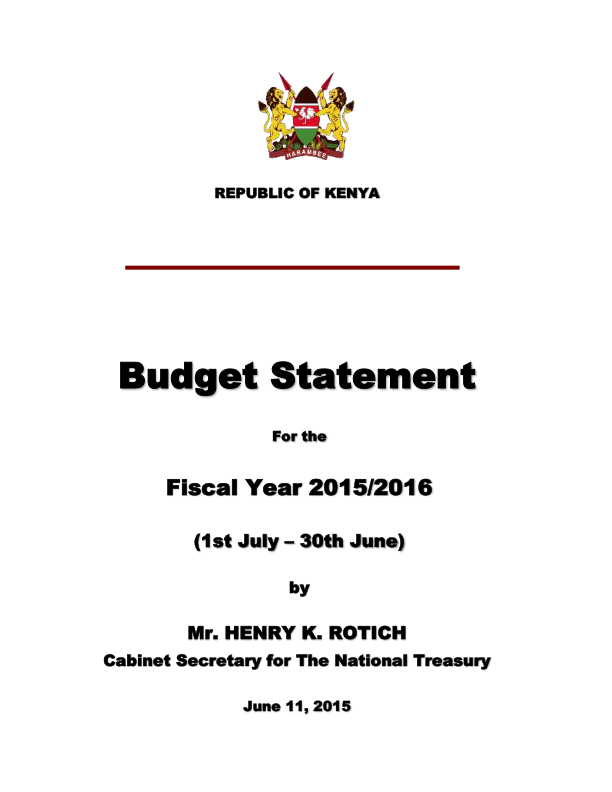 HARAMBEE
REPUBLIC OF KENYA
Budget Statement
For the
Fiscal Year 2015/2016
(1st July – 30th June)
by
Mr. HENRY K. ROTICH
Cabinet Secretary for The National Treasury
June 11, 2015